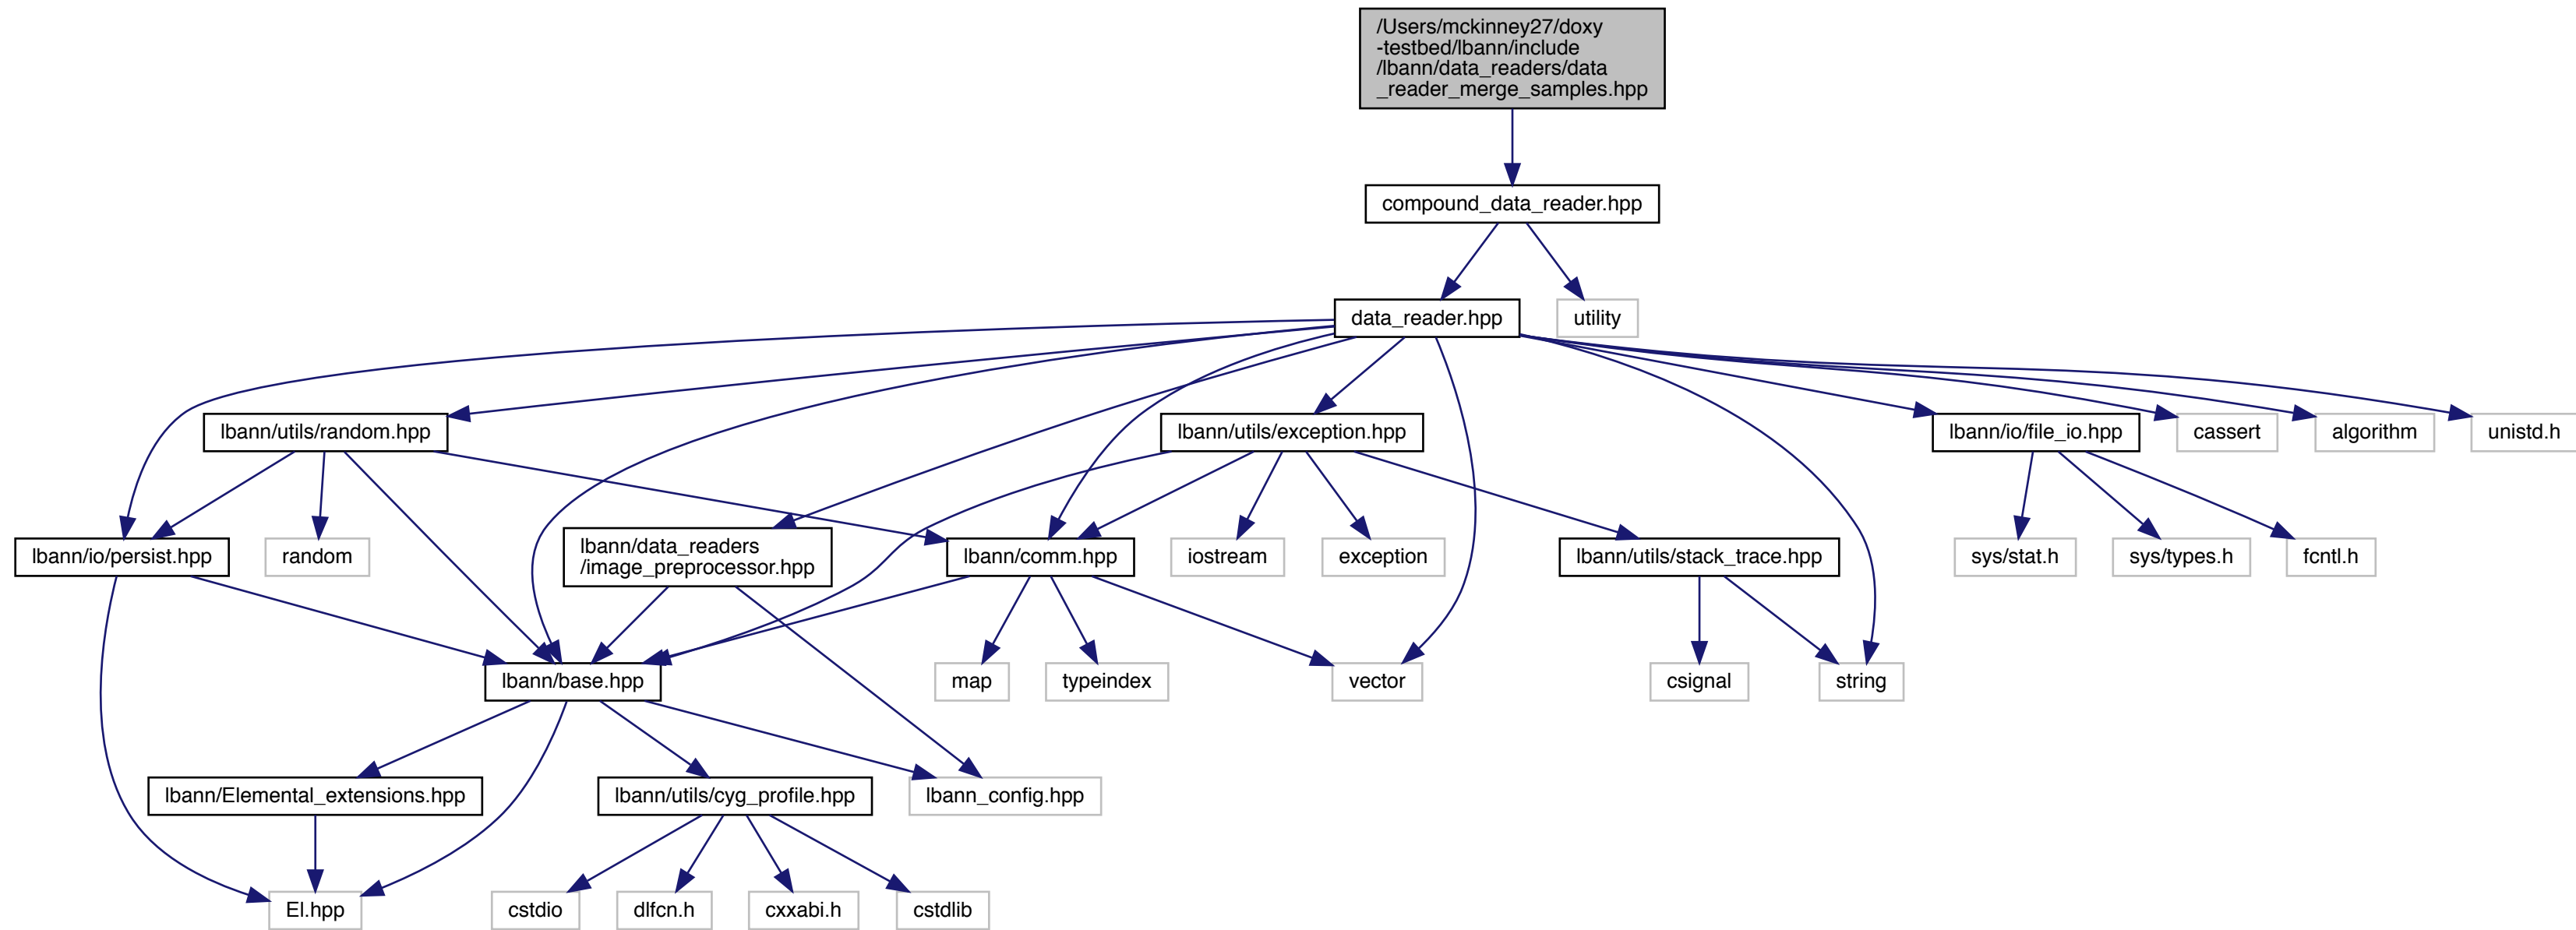 /Users/mckinney27/doxy
-testbed/lbann/include
/lbann/data_readers/data
_reader_merge_samples.hpp
compound_data_reader.hpp
data_reader.hpp
utility
lbann/utils/random.hpp
lbann/utils/exception.hpp
lbann/io/file_io.hpp
cassert
algorithm
unistd.h
lbann/io/persist.hpp
random
lbann/data_readers
/image_preprocessor.hpp
lbann/comm.hpp
iostream
exception
lbann/utils/stack_trace.hpp
sys/stat.h
sys/types.h
fcntl.h
lbann/base.hpp
map
typeindex
vector
csignal
string
lbann/Elemental_extensions.hpp
lbann/utils/cyg_profile.hpp
lbann_config.hpp
El.hpp
cstdio
dlfcn.h
cxxabi.h
cstdlib